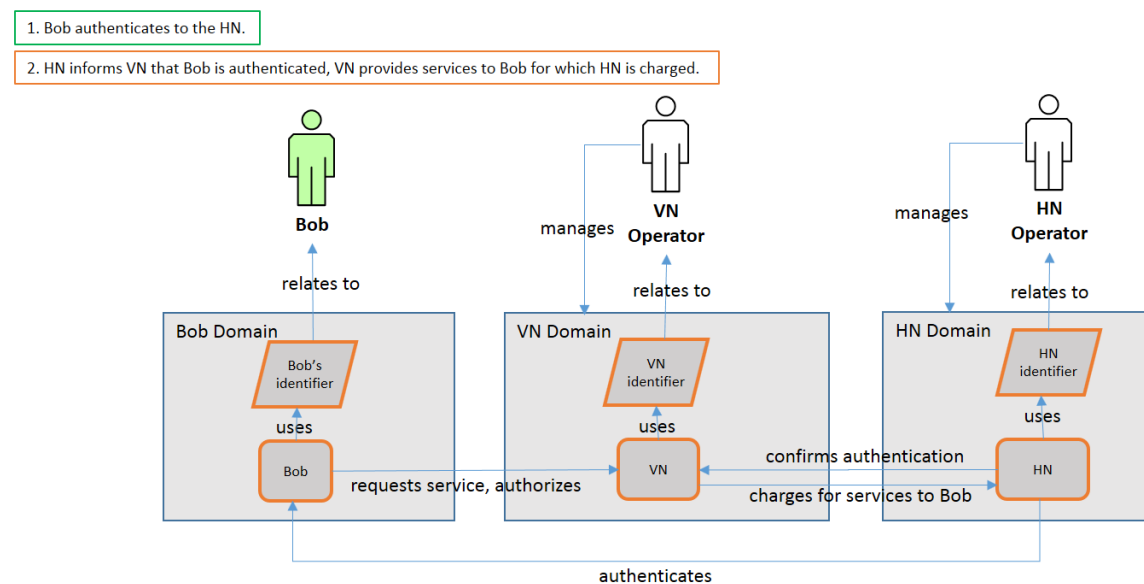 1. Bob authenticates to the HN.
2. HN informs VN that Bob is authenticated, VN provides services to Bob for which HN is charged.
Bob
VN
Operator
HN
Operator
manages
manages
relates to
relates to
relates to
Bob Domain
VN Domain
HN Domain
Bob's
identifier
VN
identifier
HN
identifier
uses
uses
uses
Bob
VN
HN
confirms authentication
requests service, authorizes
charges for services to Bob
authenticates